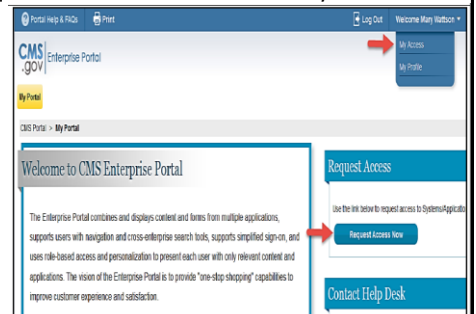 Portal Help & FAQs Print Log Out Welcome Mary Wattson
CMS
.gov Enterprise Portal
My Access
My Profile
My Portal
CMS Portal > My Portal
Welcome to CMS Enterprise Portal
The Enterprise Portal combines and displays content and forms from multiple applications,
supports users with navigation and cross-enterprise search tools, supports simplified sign-on, and
uses role-based access and personalization to present each user with only relevant content and
applications. The vision of the Enterprise Portal is to provide "one-stop shopping" capabilities to
improve customer experience and satisfaction.
Request Access
Use the link below to request access to Systems/Applicatio
Request Access Now
Contact Help Desk